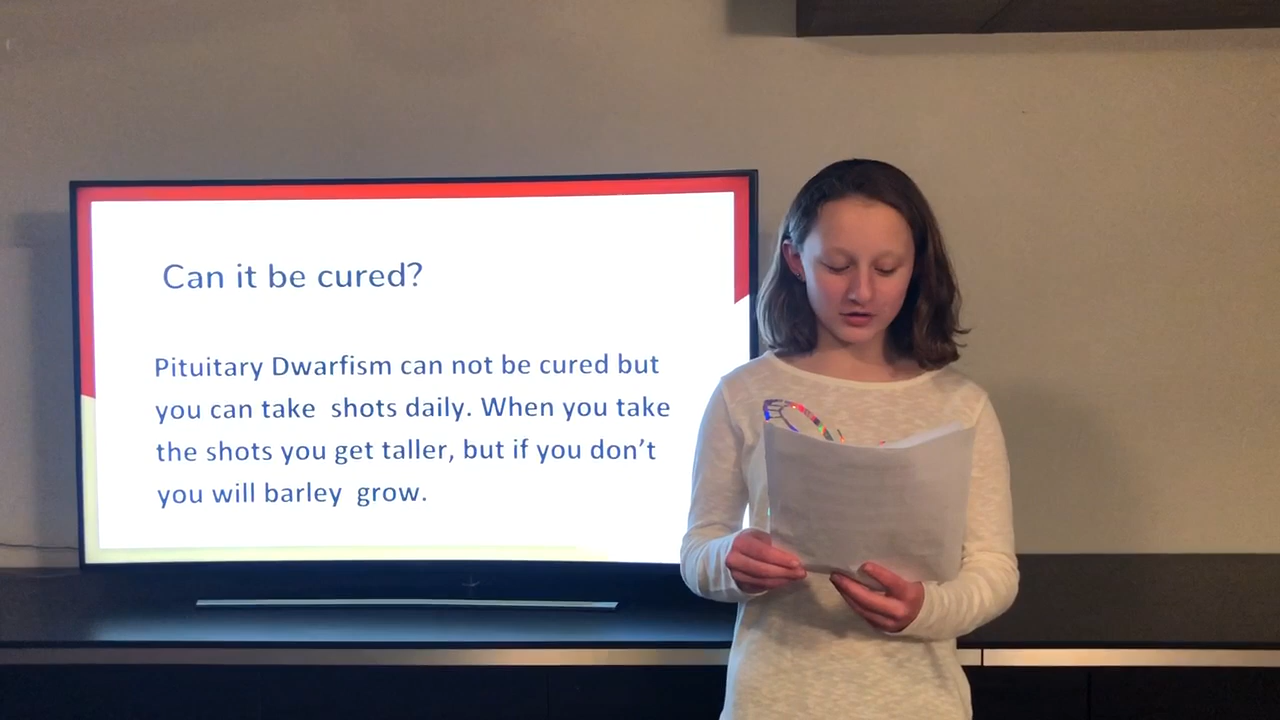 Can it be cured?
Pituitary Dwarfism can not be cured but
you can take  shots daily. When you take
the shots you get taller, but if you don’t
you will barley  grow.